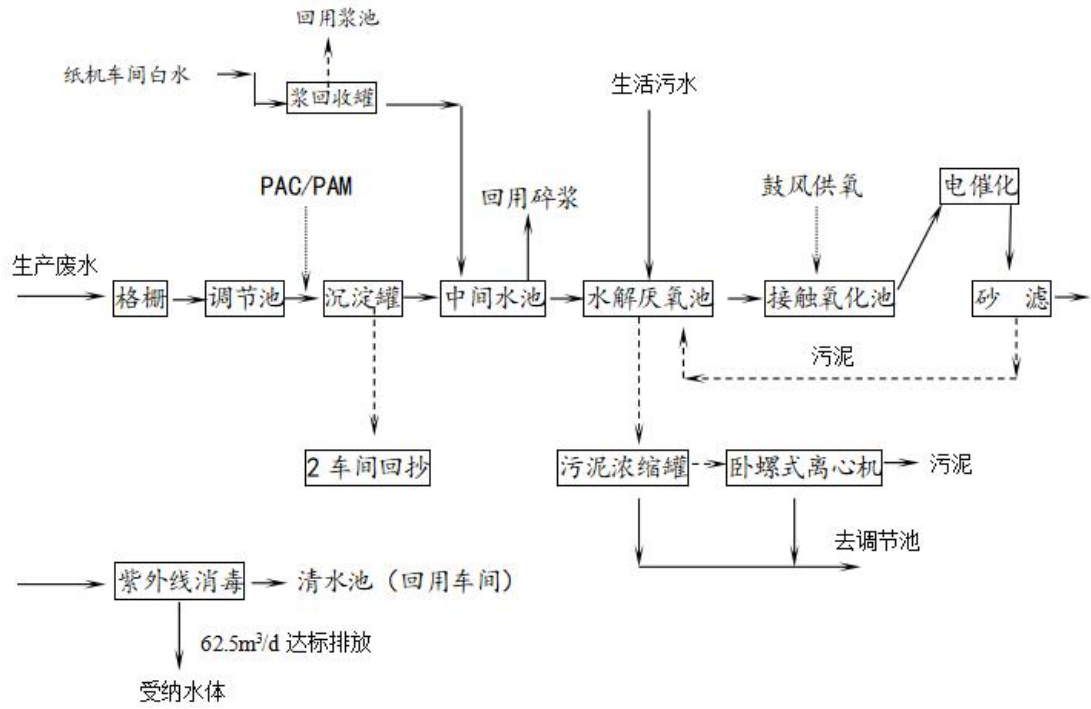 回用浆池
纸机车间白水
浆回收罐
生活污水
PAC/PAM
回用碎浆
鼓风供氧
电催化
生产废水
格栅
调节池
沉淀罐
中间水池
水解厌氧池
接触氧化池
砂 滤
污泥
2 车间回抄
污泥浓缩罐
卧螺式离心机
污泥
去调节池
紫外线消毒
清水池（回用车间）
62.5m³/d 达标排放
受纳水体